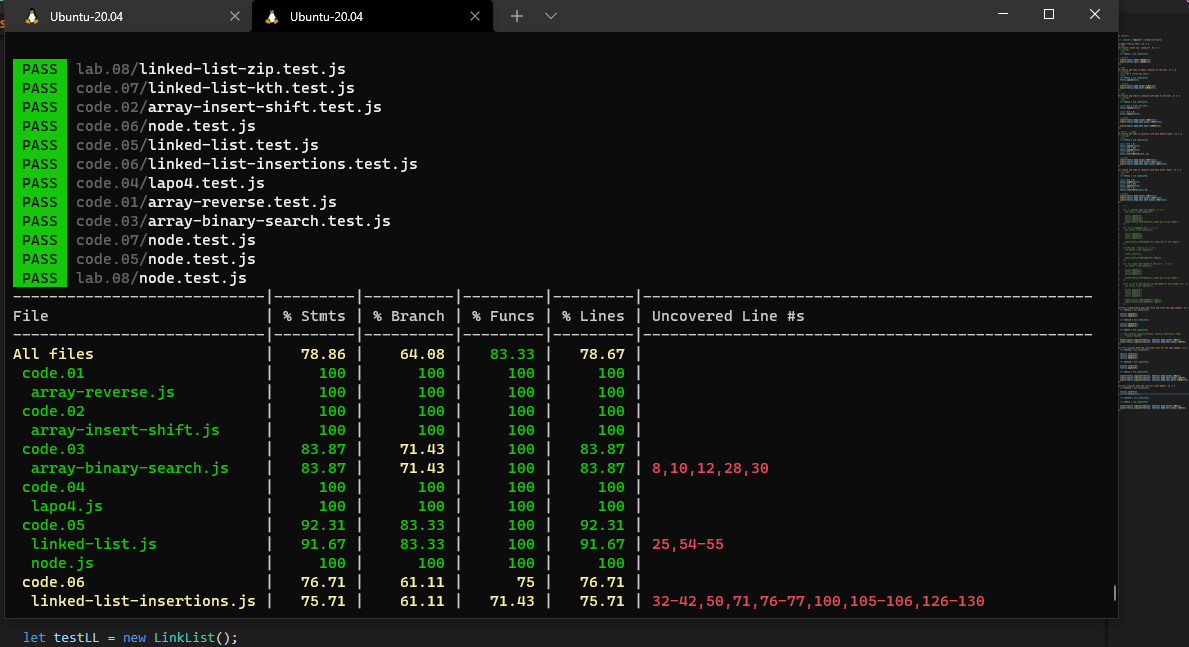 Ubuntu-20.04
Ubuntu-20.04
PASS lab.08/linked-list-zip.test.js
PASS code.07/linked-list-kth.test.js
PASS code.02/array-insert-shift.test.js
PASS code.06/node.test.js
PASS code.05/linked-list.test.js
PASS code.06/linked-list-insertions.test.js
PASS code.04/lapo4.test.js
PASS code.01/array-reverse.test.js
PASS code.03/array-binary-search.test.js
PASS code.07/node.test.js
PASS code.05/node.test.js
PASS lab.08/node.test.js
File | % Stmts | % Branch | % Funcs | % Lines | Uncovered Line #s
All files | 78.86 | 64.08 | 83.33 | 78.67 |
code.01 | 100 | 100 | 100 | 100 |
array-reverse.js | 100 | 100 | 100 | 100 |
code.02 | 100 | 100 | 100 | 100 |
array-insert-shift.js | 100 | 100 | 100 | 100 |
code.03 | 83.87 | 71.43 | 100 | 83.87 |
array-binary-search.js | 83.87 | 71.43 | 100 | 83.87 | 8,10,12,28,30
code.04 | 100 | 100 | 100 | 100 |
lapo4.js | 100 | 100 | 100 | 100 |
code.05 | 92.31 | 83.33 | 100 | 92.31 |
linked-list.js | 91.67 | 83.33 | 100 | 91.67 | 25,54-55
node.js | 100 | 100 | 100 | 100 |
code.06 | 76.71 | 61.11 | 75 | 76.71 |
linked-list-insertions.js | 75.71 | 61.11 | 71.43 | 75.71 | 32-42,50,71,76-77,100,105-106,126-130
let testLL = new LinkList();